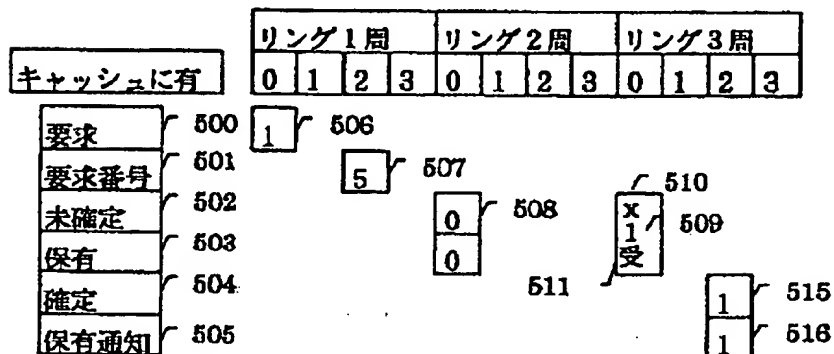 リング1周 リング2周 リング3周
キャッシュに有 0 1 2 3 0 1 2 3 0 1 2 3
要求 500 1 506
要求番号 501 5 507
未確定 502 0 508 x 510
保有 503 0 1 509
受 511
確定 504 1 515
保有通知 505 1 516